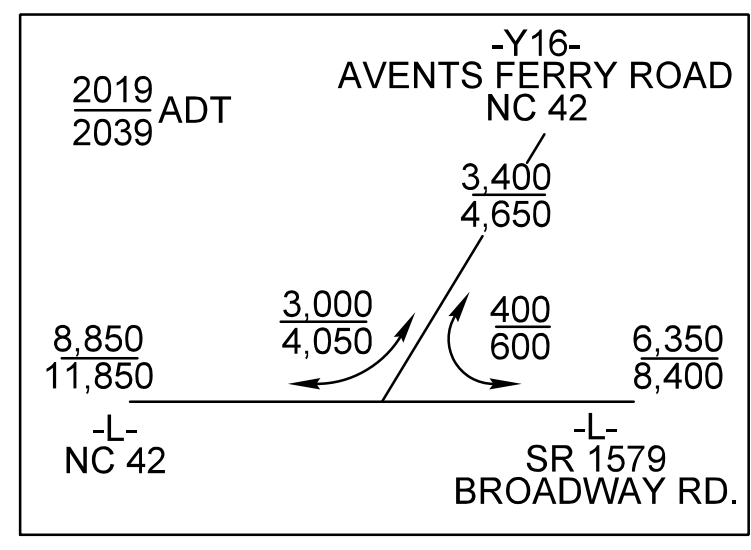 -Y16-
AVENTS FERRY ROAD
NC 42
2019
2039
ADT
3,400
4,650
3,000
4,050
400
600
8,850
11,850
6,350
8,400
-L-
NC 42
-L-
SR 1579
BROADWAY RD.